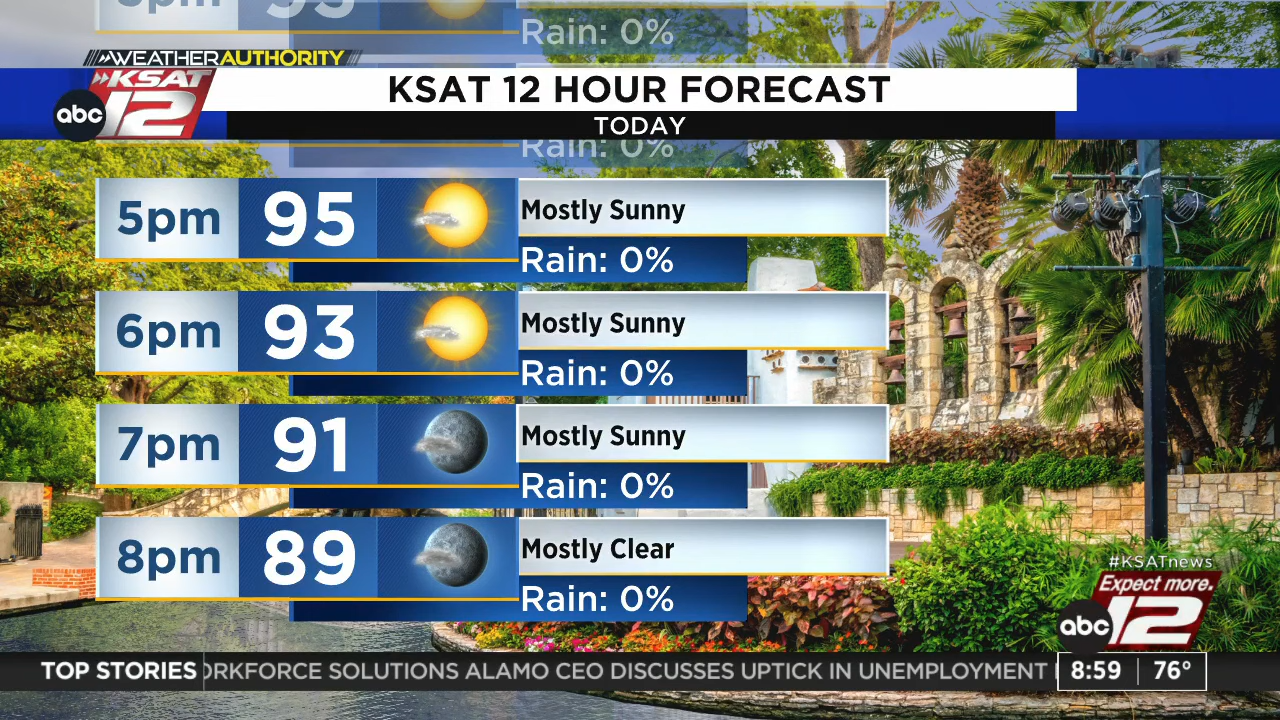 Rain: 0%
WEATHER AUTHORITY
KSAT
abc 12
KSAT 12 HOUR FORECAST
TODAY
Rain: 0%
5pm 95 Mostly Sunny
Rain: 0%
6pm 93 Mostly Sunny
Rain: 0%
7pm 91 Mostly Sunny
Rain: 0%
8pm 89 Mostly Clear
Rain: 0%
#KSATnews
Expect more.
abc 12
TOP STORIES ORKFORCE SOLUTIONS ALAMO CEO DISCUSSES UPTICK IN UNEMPLOYMENT 8:59 76°